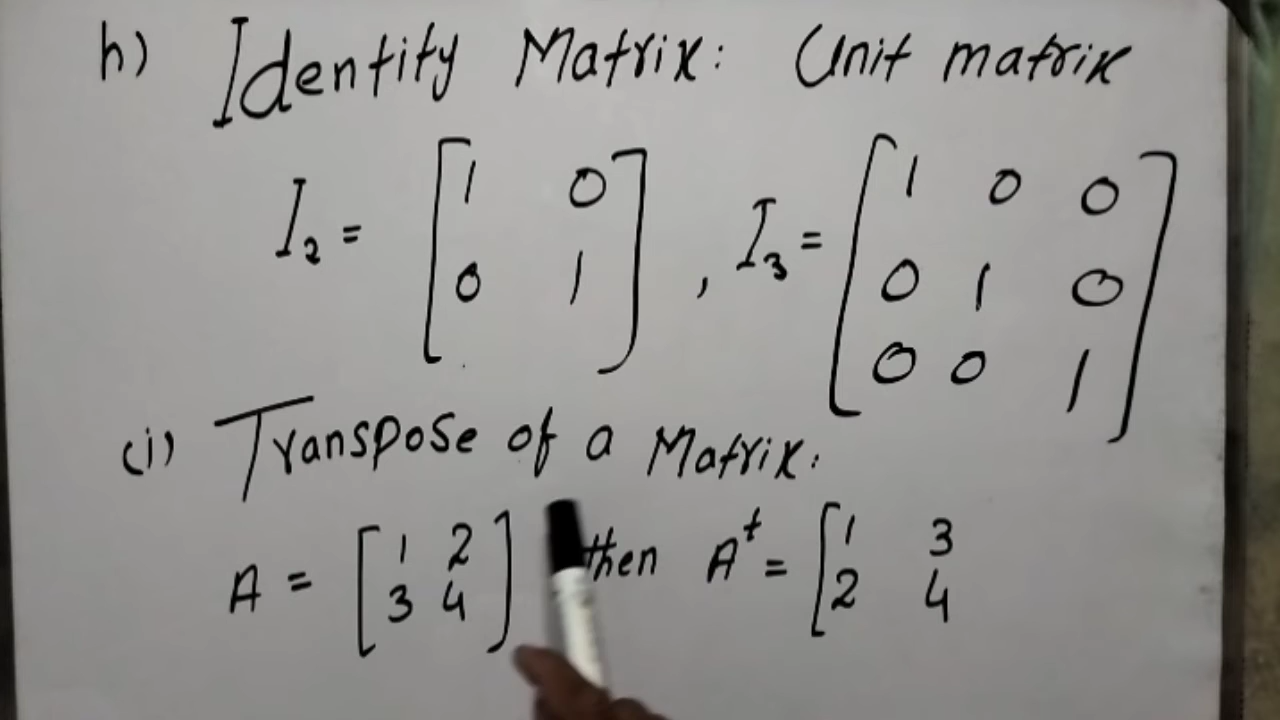 h) Identity Matrix: Unit matrix
I₂ = [1 0
0 1] , I₃ = [1 0 0
0 1 0
0 0 1]
(i) Transpose of a Matrix.
A = [1 2
3 4] then Aᵗ = [1 3
2 4